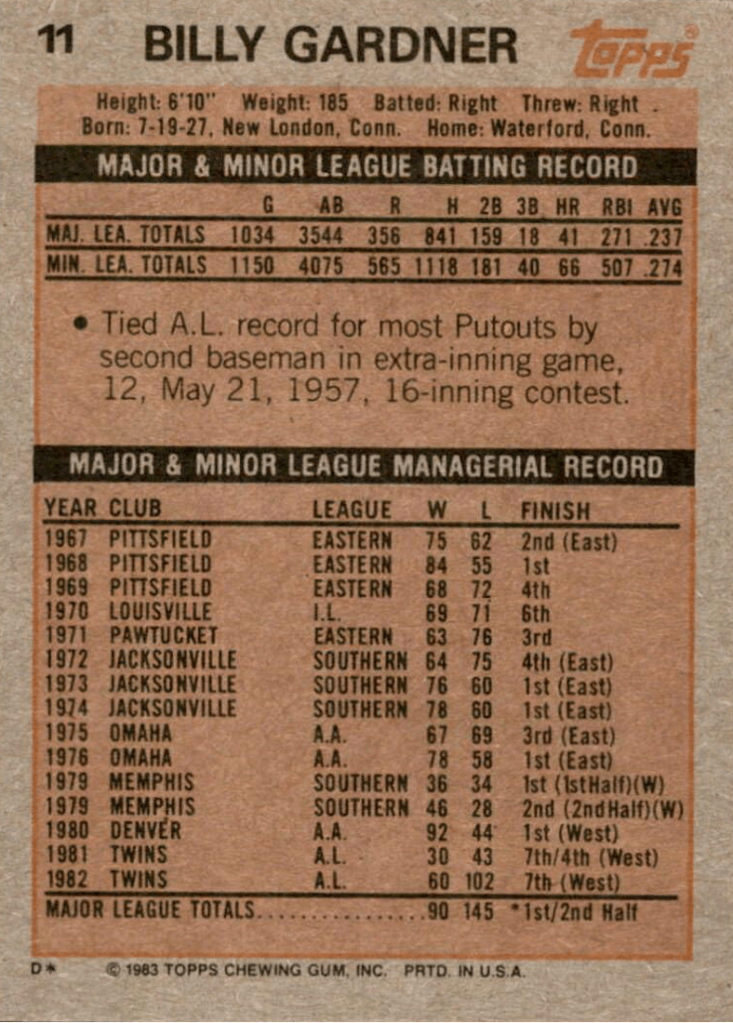 11 BILLY GARDNER Topps®
Height: 6'10" Weight: 185 Batted: Right Threw: Right
Born: 7-19-27, New London, Conn. Home: Waterford, Conn.
MAJOR & MINOR LEAGUE BATTING RECORD
G AB R H 2B 3B HR RBI AVG
MAJ. LEA. TOTALS 1034 3544 356 841 159 18 41 271 .237
MIN. LEA. TOTALS 1150 4075 565 1118 181 40 66 507 .274
• Tied A.L. record for most Putouts by
second baseman in extra-inning game,
12, May 21, 1957, 16-inning contest.
MAJOR & MINOR LEAGUE MANAGERIAL RECORD
YEAR CLUB LEAGUE W L FINISH
1967 PITTSFIELD EASTERN 75 62 2nd (East)
1968 PITTSFIELD EASTERN 84 55 1st
1969 PITTSFIELD EASTERN 68 72 4th
1970 LOUISVILLE I.L. 69 71 6th
1971 PAWTUCKET EASTERN 63 76 3rd
1972 JACKSONVILLE SOUTHERN 64 75 4th (East)
1973 JACKSONVILLE SOUTHERN 76 60 1st (East)
1974 JACKSONVILLE SOUTHERN 78 60 1st (East)
1975 OMAHA A.A. 67 69 3rd (East)
1976 OMAHA A.A. 78 58 1st (East)
1979 MEMPHIS SOUTHERN 36 34 1st (1st Half)(W)
1979 MEMPHIS SOUTHERN 46 28 2nd (2nd Half)(W)
1980 DENVER A.A. 92 44 1st (West)
1981 TWINS A.L. 30 43 7th/4th (West)
1982 TWINS A.L. 60 102 7th (West)
MAJOR LEAGUE TOTALS................90 145 *1st/2nd Half
D* © 1983 TOPPS CHEWING GUM, INC. PRTD. IN U.S.A.